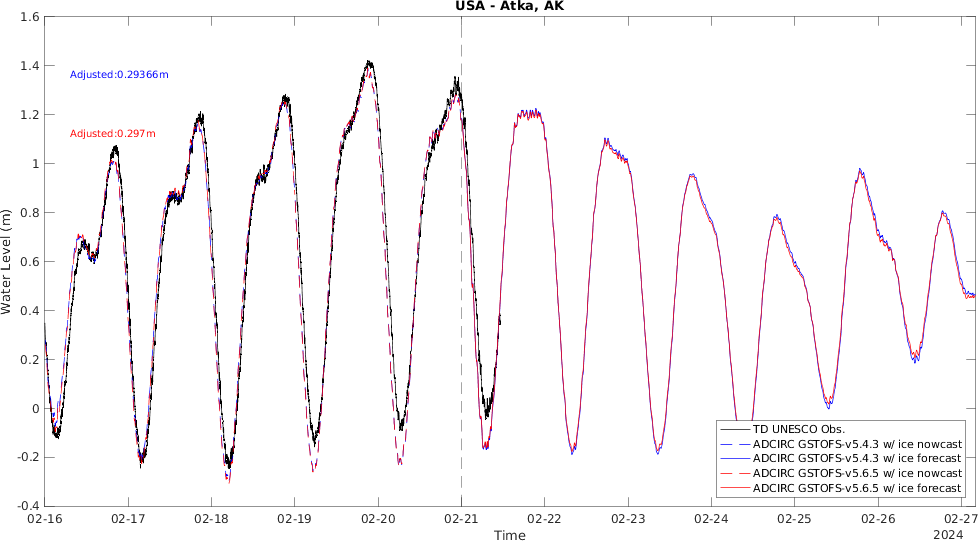 USA - Atka, AK
1.6
1.4
1.2
1
0.8
0.6
0.4
0.2
0
-0.2
-0.4
Water Level (m)
Adjusted:0.29366m
Adjusted:0.297m
TD UNESCO Obs.
ADCIRC GSTOFS-v5.4.3 w/ ice nowcast
ADCIRC GSTOFS-v5.4.3 w/ ice forecast
ADCIRC GSTOFS-v5.6.5 w/ ice nowcast
ADCIRC GSTOFS-v5.6.5 w/ ice forecast
02-16 02-17 02-18 02-19 02-20 02-21 02-22 02-23 02-24 02-25 02-26 02-27
Time
2024